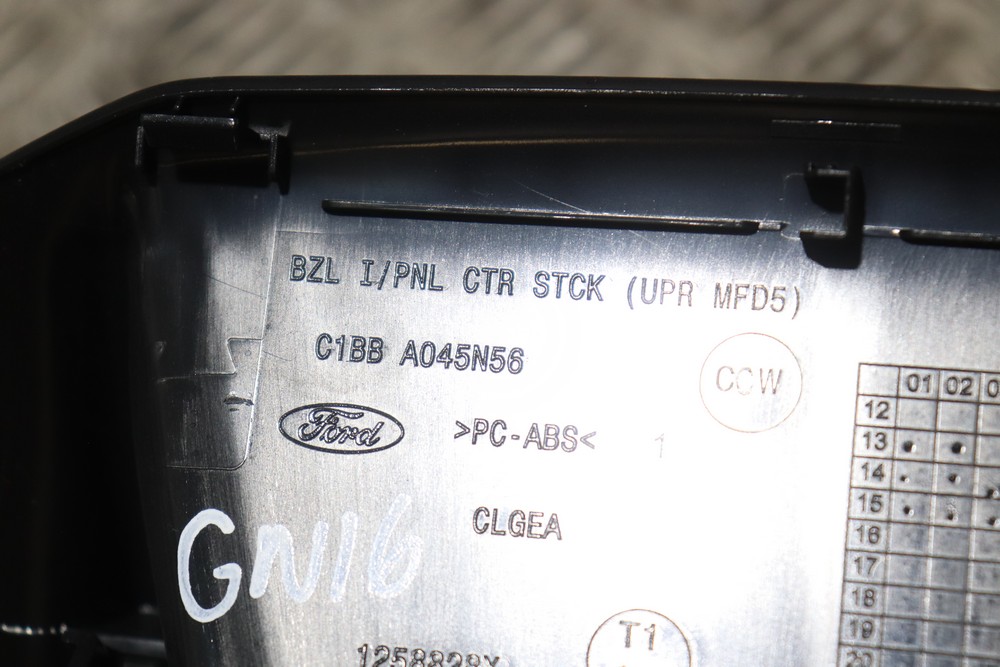 BZL I/PNL CTR STCK (UPR MFD5)
C1BB A045N56
CCW
Ford >PC-ABS< 1
CLGEA
GN16
T1
01 02
12
13
14
15
16
17
18
19
20